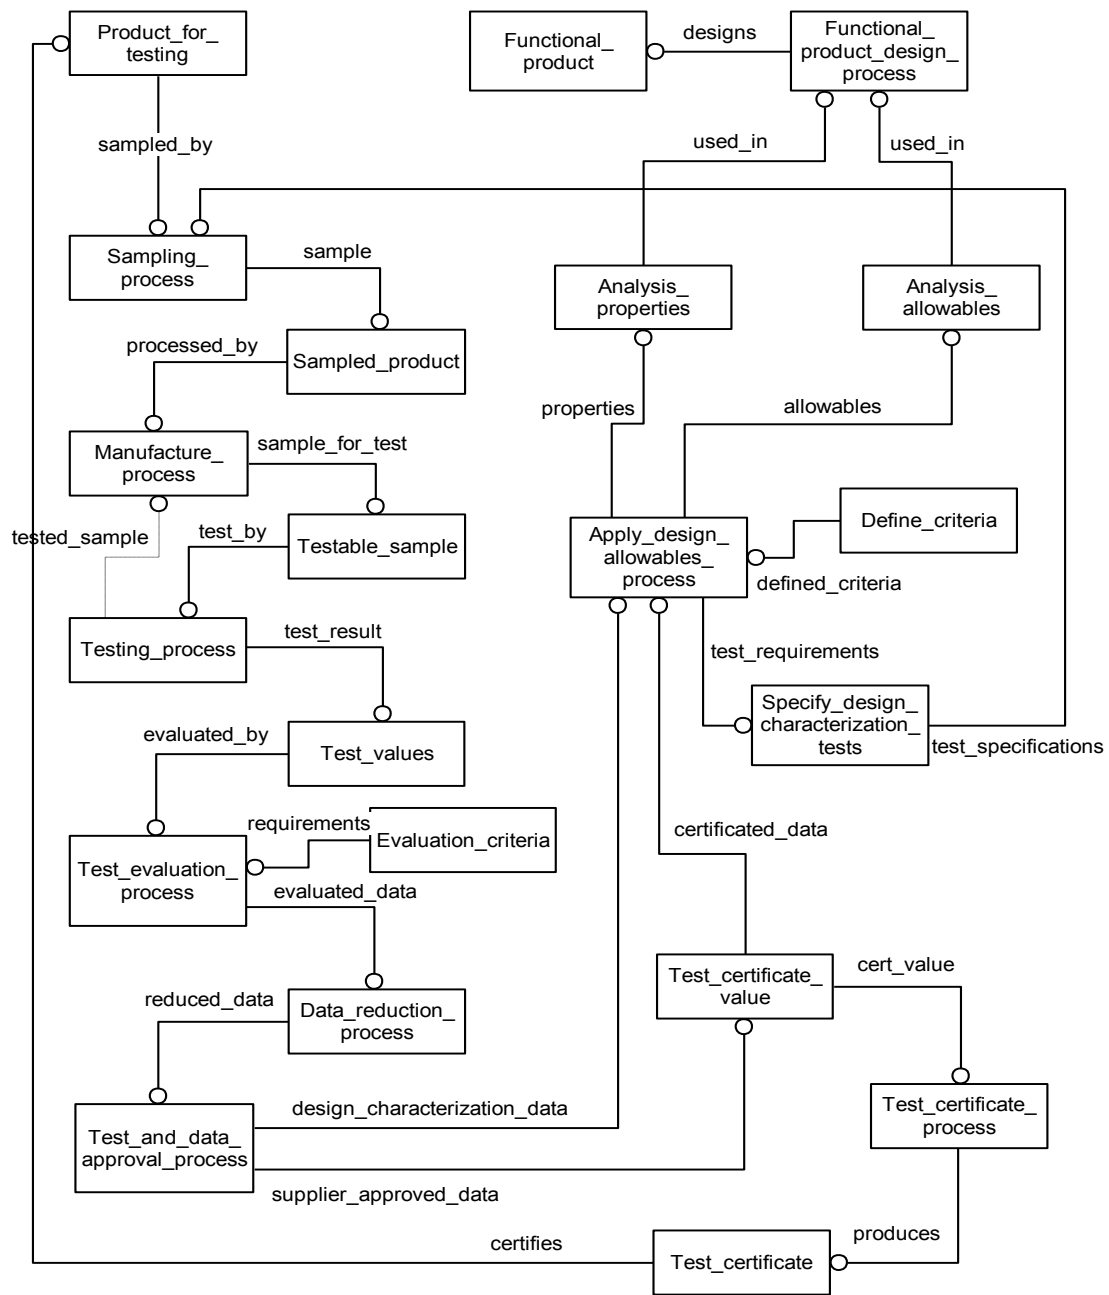 Product_for_
testing
Functional_
product
designs
Functional_
product_design_
process
sampled_by
used_in
used_in
Sampling_
process
sample
Analysis_
properties
Analysis_
allowables
processed_by
Sampled_product
properties
allowables
Manufacture_
process
sample_for_test
tested_sample
test_by
Testable_sample
Apply_design_
allowables_
process
Define_criteria
defined_criteria
Testing_process
test_result
test_requirements
Specify_design_
characterization_
tests
test_specifications
evaluated_by
Test_values
requirements
Evaluation_criteria
certificated_data
Test_evaluation_
process
evaluated_data
reduced_data
Data_reduction_
process
Test_certificate_
value
cert_value
Test_certificate_
process
design_characterization_data
Test_and_data_
approval_process
supplier_approved_data
certifies
Test_certificate
produces